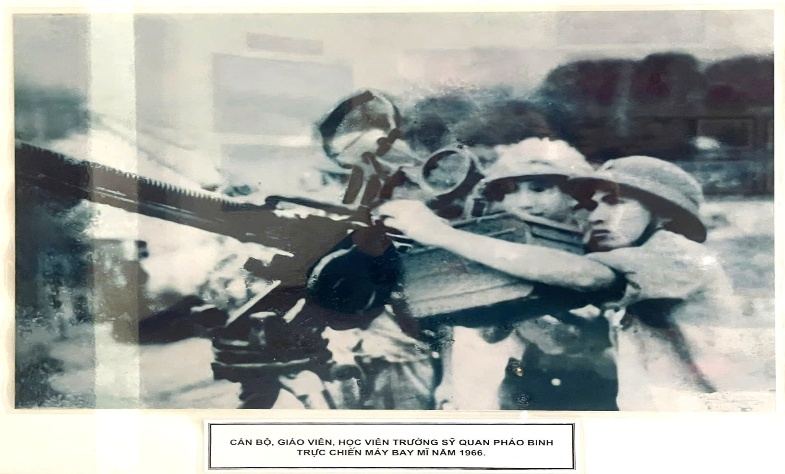 CÁN BỘ, GIÁO VIÊN, HỌC VIÊN TRƯỜNG SỸ QUAN PHÁO BINH
TRỰC CHIẾN MÁY BAY MĨ NĂM 1966.